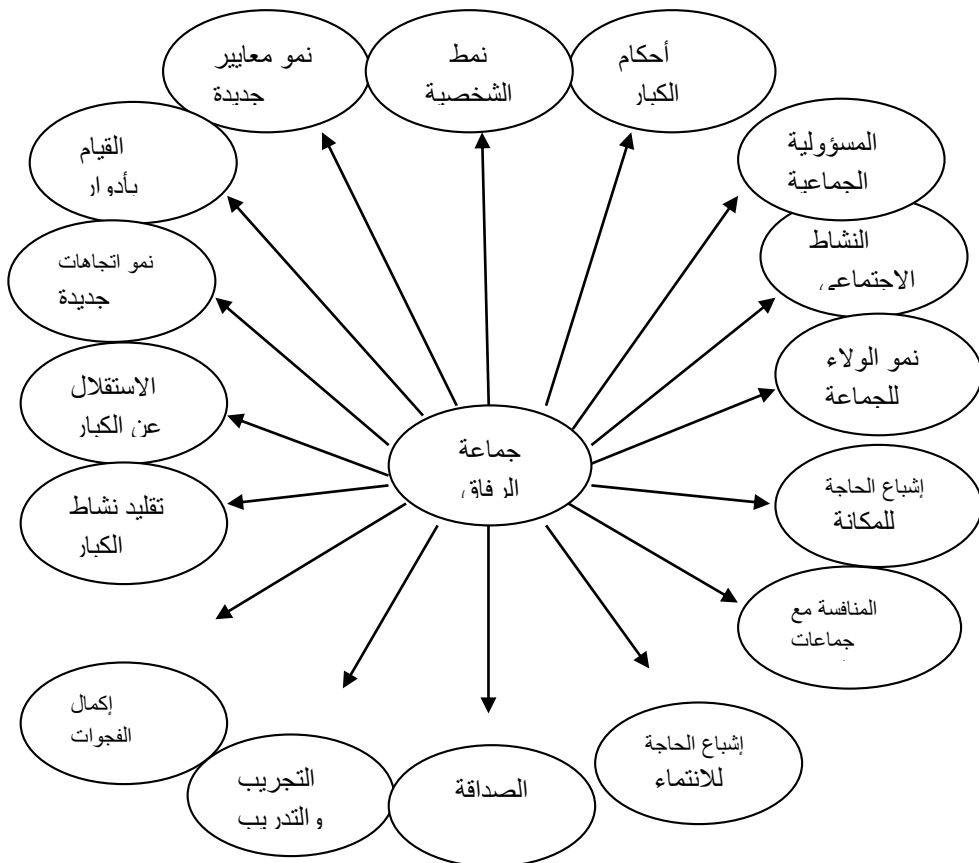 أحكام
الكبار
نمط
الشخصية
نمو معايير
جديدة
القيام
بأدوار
نمو اتجاهات
جديدة
الاستقلال
عن الكبار
تقليد نشاط
الكبار
إكمال
الفجوات
التجريب
والتدريب
الصداقة
إشباع الحاجة
للانتماء
المنافسة مع
جماعات
إشباع الحاجة
للمكانة
نمو الولاء
للجماعة
النشاط
الاجتماعي
المسؤولية
الجماعية
جماعة
الرفاق